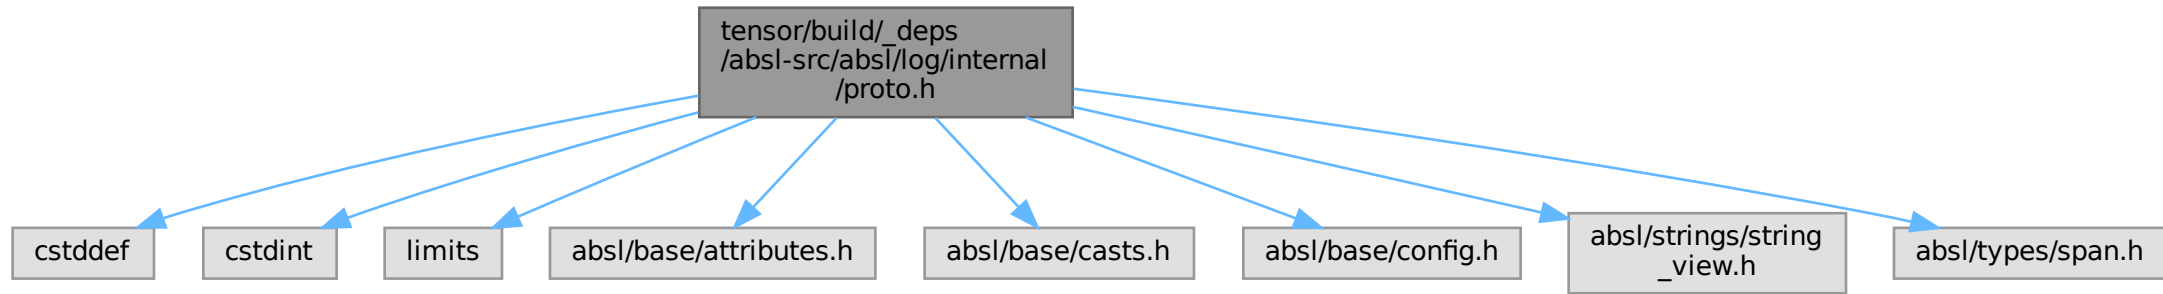 tensor/build/_deps
/absl-src/absl/log/internal
/proto.h
cstddef
cstdint
limits
absl/base/attributes.h
absl/base/casts.h
absl/base/config.h
absl/strings/string
_view.h
absl/types/span.h